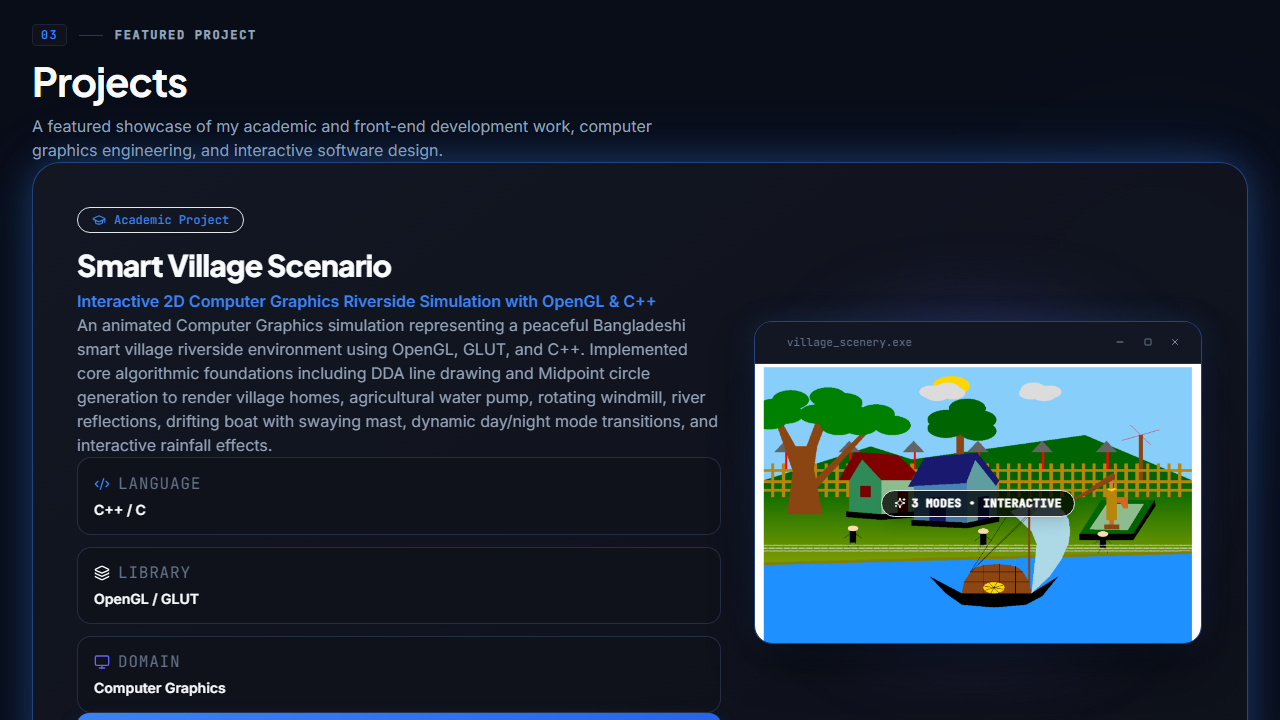 03
FEATURED PROJECT
Projects
A featured showcase of my academic and front-end development work, computer
graphics engineering, and interactive software design.
Academic Project
Smart Village Scenario
Interactive 2D Computer Graphics Riverside Simulation with OpenGL & C++
An animated Computer Graphics simulation representing a peaceful Bangladeshi
smart village riverside environment using OpenGL, GLUT, and C++. Implemented
core algorithmic foundations including DDA line drawing and Midpoint circle
generation to render village homes, agricultural water pump, rotating windmill, river
reflections, drifting boat with swaying mast, dynamic day/night mode transitions, and
interactive rainfall effects.
LANGUAGE
C++ / C
LIBRARY
OpenGL / GLUT
DOMAIN
Computer Graphics
village_scenery.exe
3 MODES • INTERACTIVE